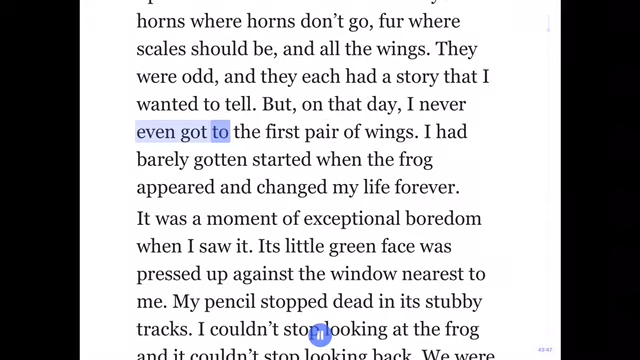 horns where horns don’t go, fur where
scales should be, and all the wings. They
were odd, and they each had a story that I
wanted to tell. But, on that day, I never
even got to the first pair of wings. I had
barely gotten started when the frog
appeared and changed my life forever.
It was a moment of exceptional boredom
when I saw it. Its little green face was
pressed up against the window nearest to
me. My pencil stopped dead in its stubby
tracks. I couldn’t stop looking at the frog
and it couldn’t stop looking back. We were